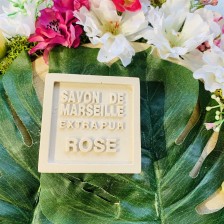 SAVON DE
MARSEILLE
EXTRA PUR
ROSE